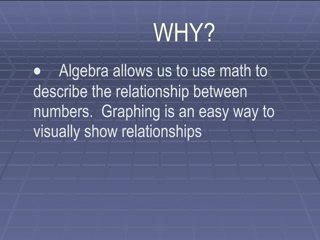 WHY?
• Algebra allows us to use math to
describe the relationship between
numbers. Graphing is an easy way to
visually show relationships